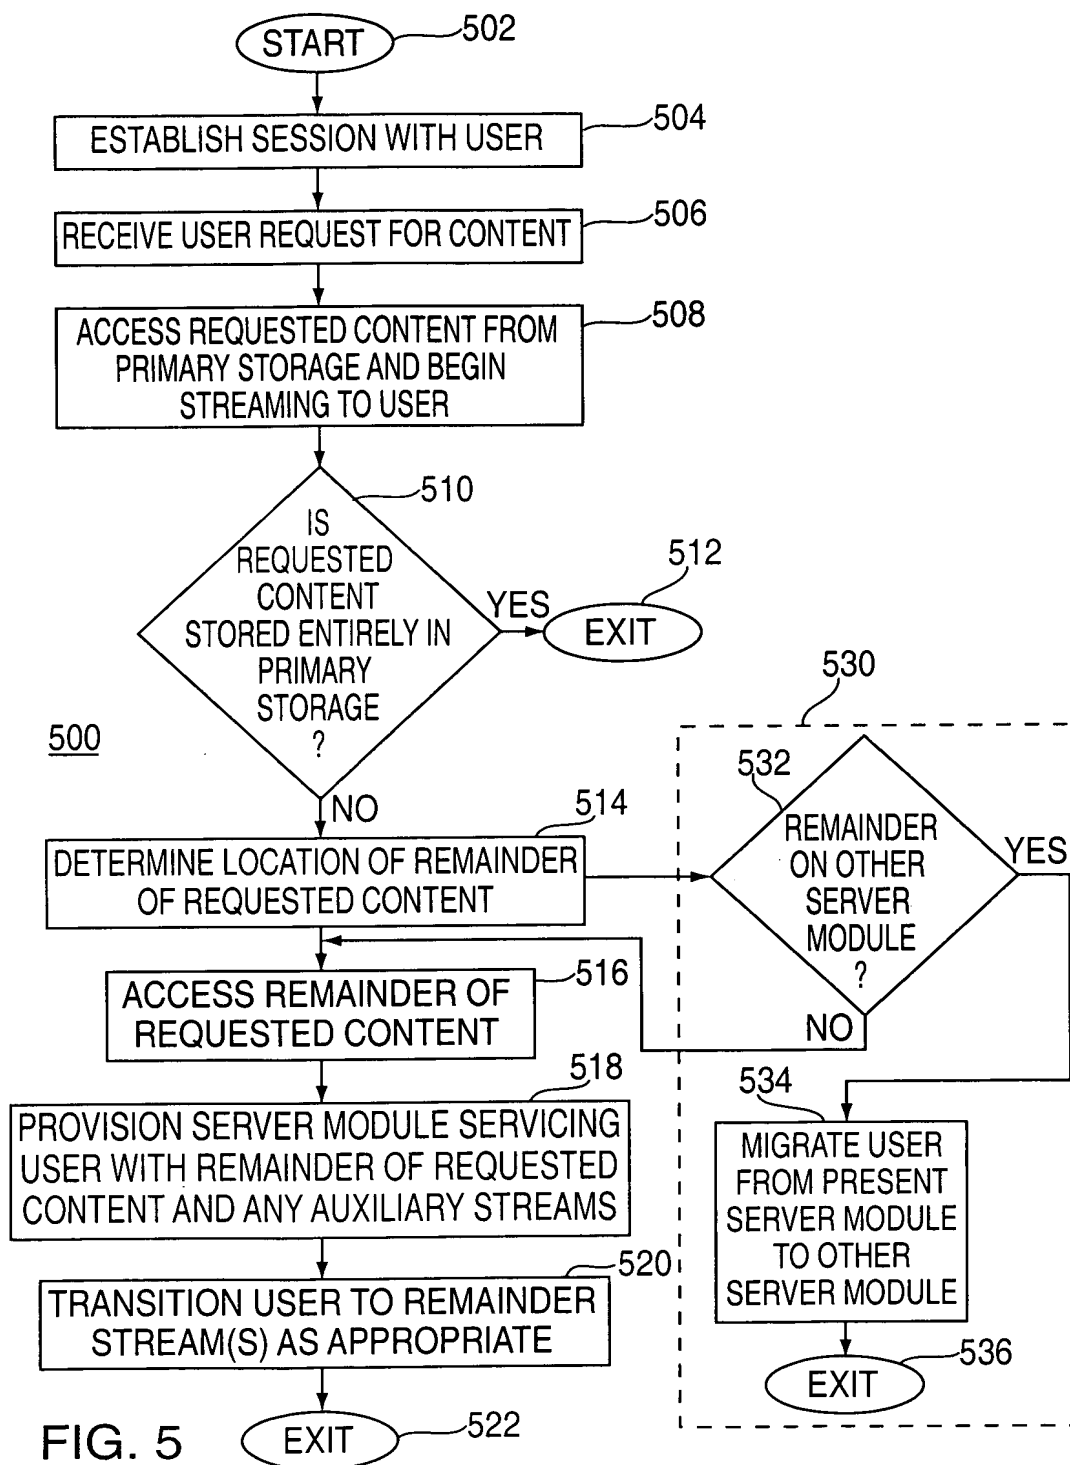 START
502
ESTABLISH SESSION WITH USER
504
RECEIVE USER REQUEST FOR CONTENT
506
ACCESS REQUESTED CONTENT FROM
PRIMARY STORAGE AND BEGIN
STREAMING TO USER
508
IS
REQUESTED
CONTENT
STORED ENTIRELY IN
PRIMARY
STORAGE
?
510
YES
EXIT
512
500
NO
DETERMINE LOCATION OF REMAINDER
OF REQUESTED CONTENT
514
530
REMAINDER
ON OTHER
SERVER
MODULE
?
532
YES
NO
ACCESS REMAINDER OF
REQUESTED CONTENT
516
PROVISION SERVER MODULE SERVICING
USER WITH REMAINDER OF REQUESTED
CONTENT AND ANY AUXILIARY STREAMS
518
MIGRATE USER
FROM PRESENT
SERVER MODULE
TO OTHER
SERVER MODULE
534
TRANSITION USER TO REMAINDER
STREAM(S) AS APPROPRIATE
520
EXIT
536
EXIT
522
FIG. 5